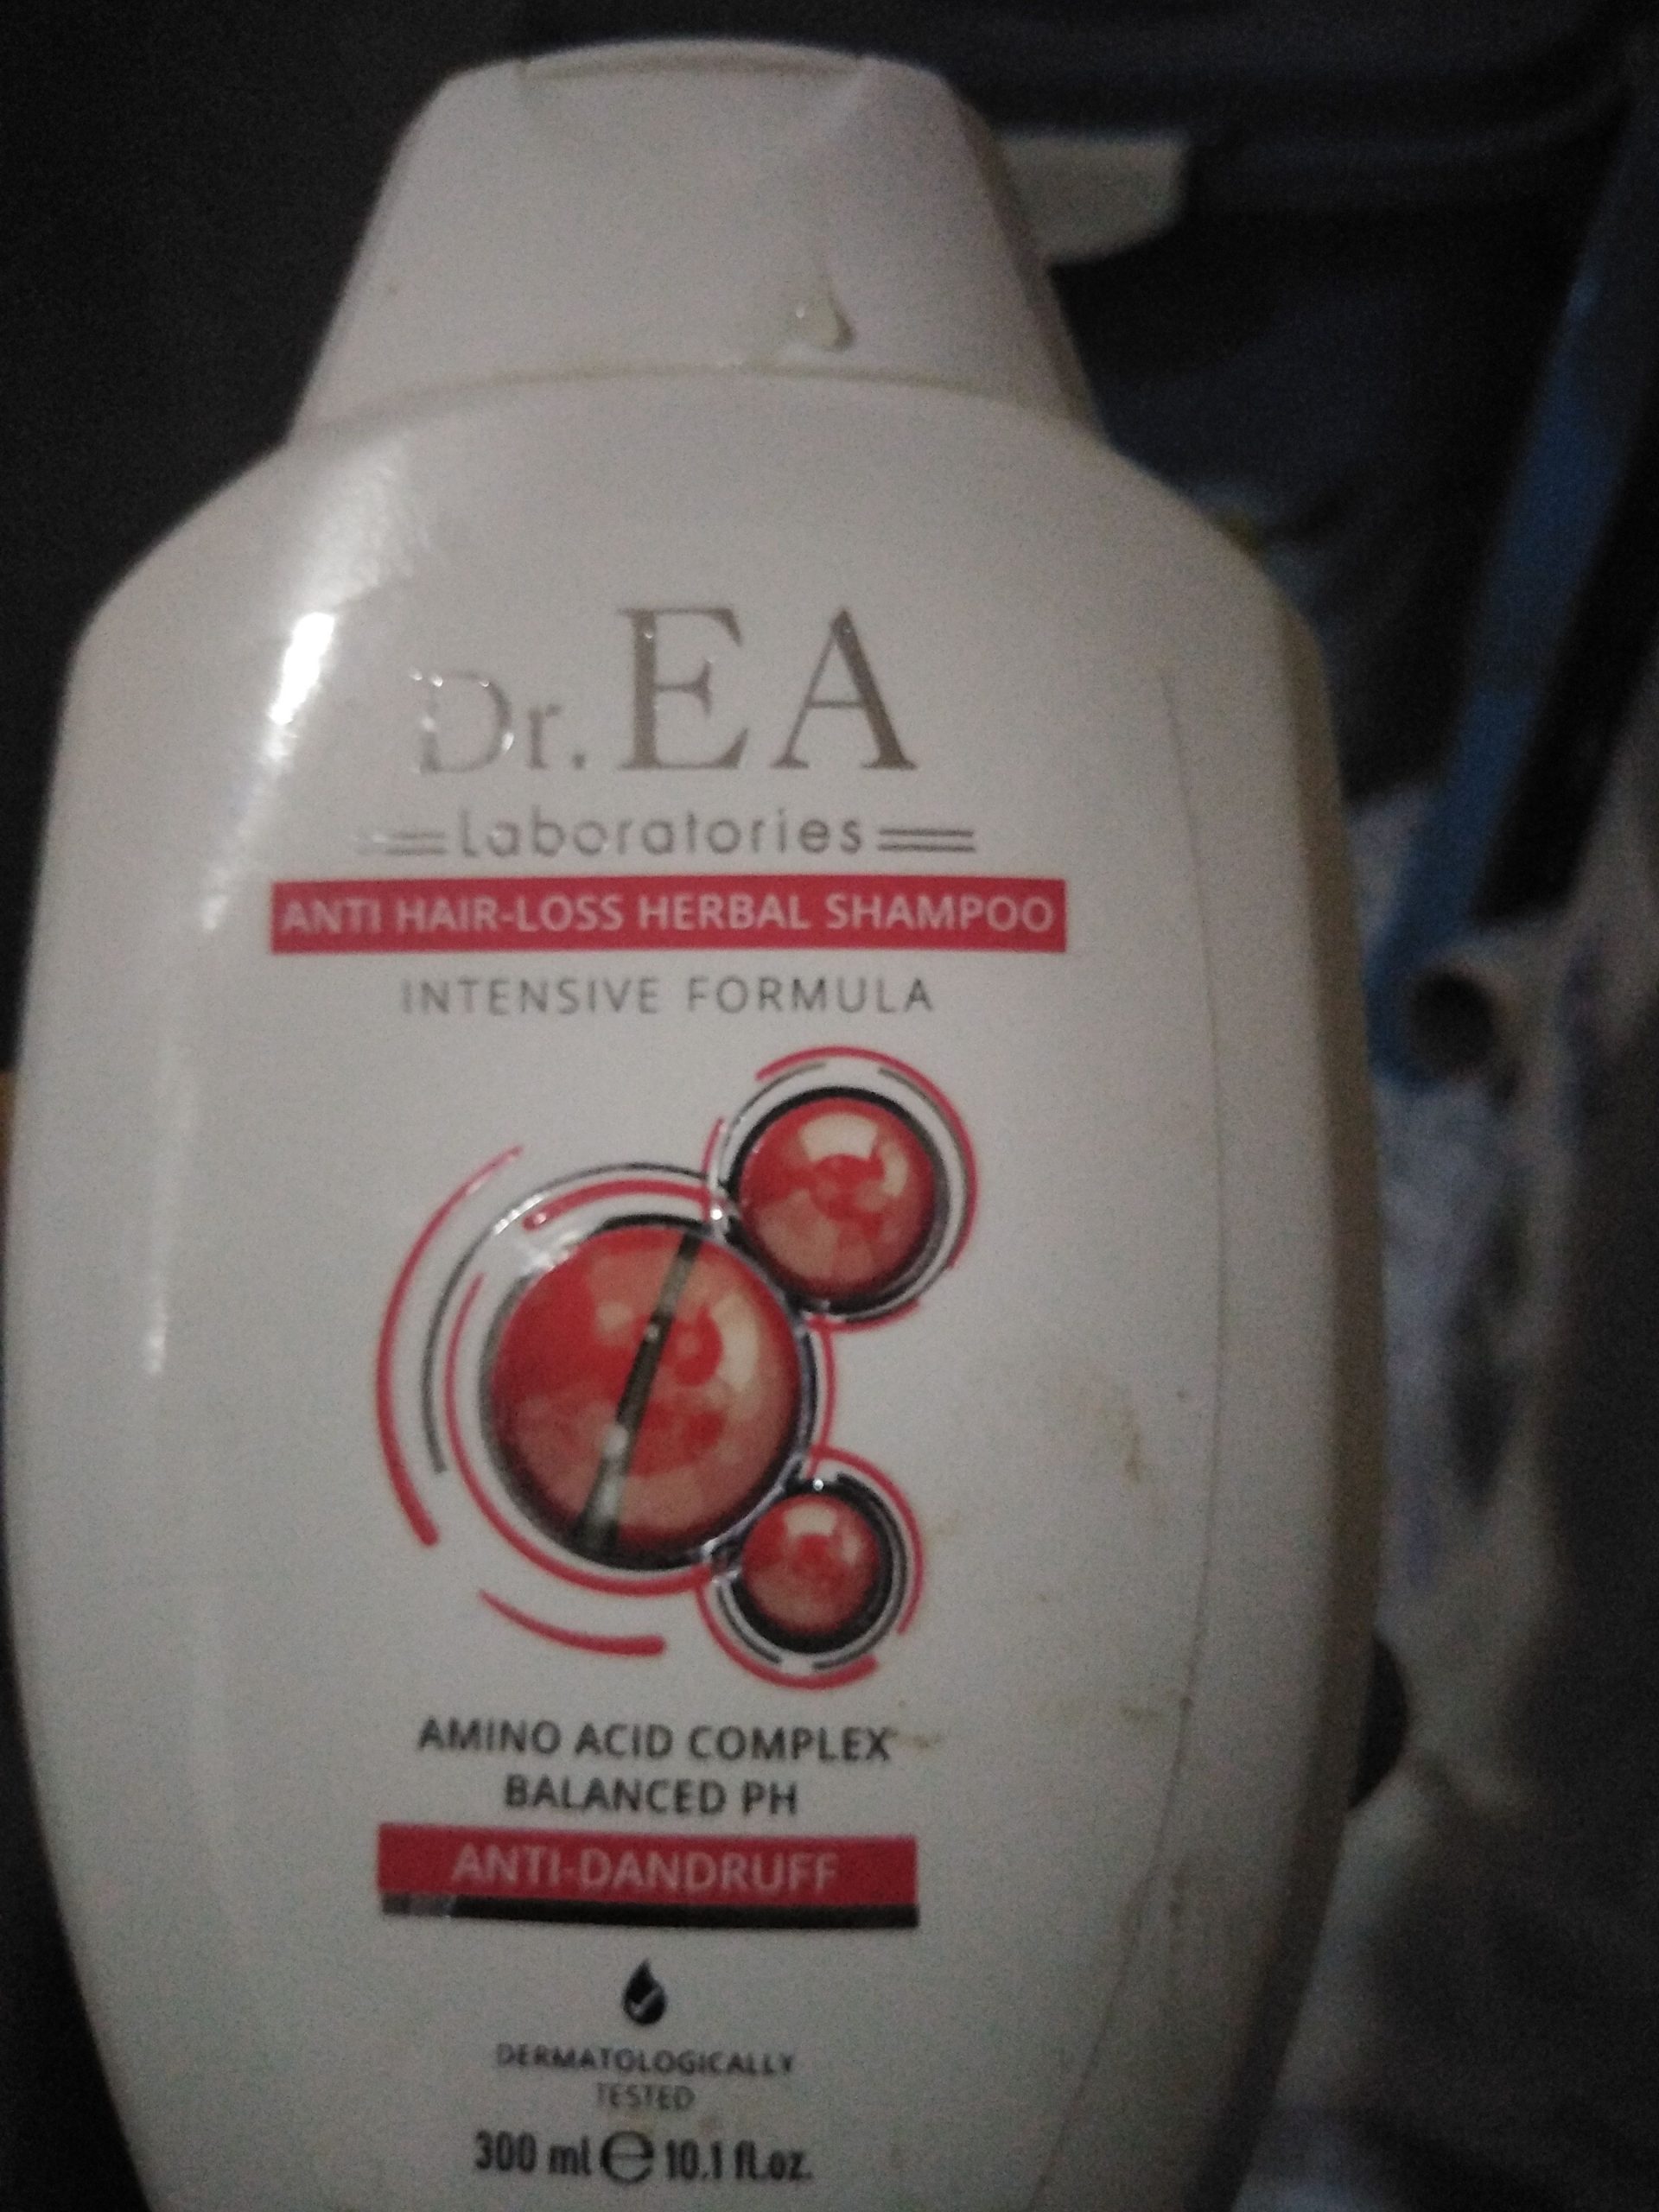 Dr. EA
Laboratories
ANTI HAIR-LOSS HERBAL SHAMPOO
INTENSIVE FORMULA
AMINO ACID COMPLEX
BALANCED PH
ANTI-DANDRUFF
DERMATOLOGICALLY
TESTED
300 ml e 10.1 fl.oz.